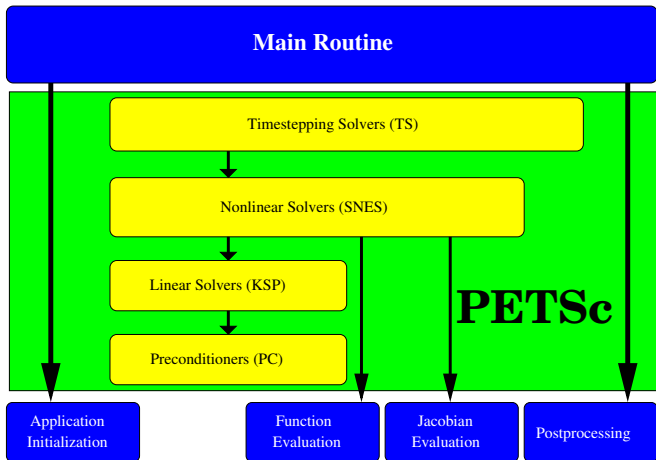 Main Routine
Timestepping Solvers (TS)
Nonlinear Solvers (SNES)
Linear Solvers (KSP)
PETSc
Preconditioners (PC)
Application
Initialization
Function
Evaluation
Jacobian
Evaluation
Postprocessing